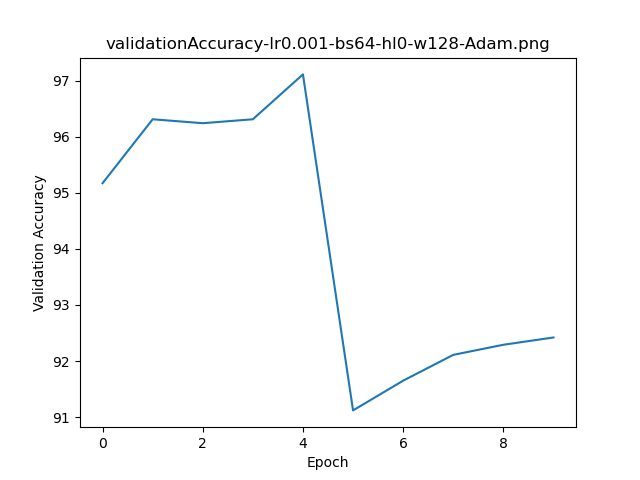 validationAccuracy-lr0.001-bs64-hl0-w128-Adam.png
97
96
95
94
93
92
91
Validation Accuracy
0 2 4 6 8
Epoch